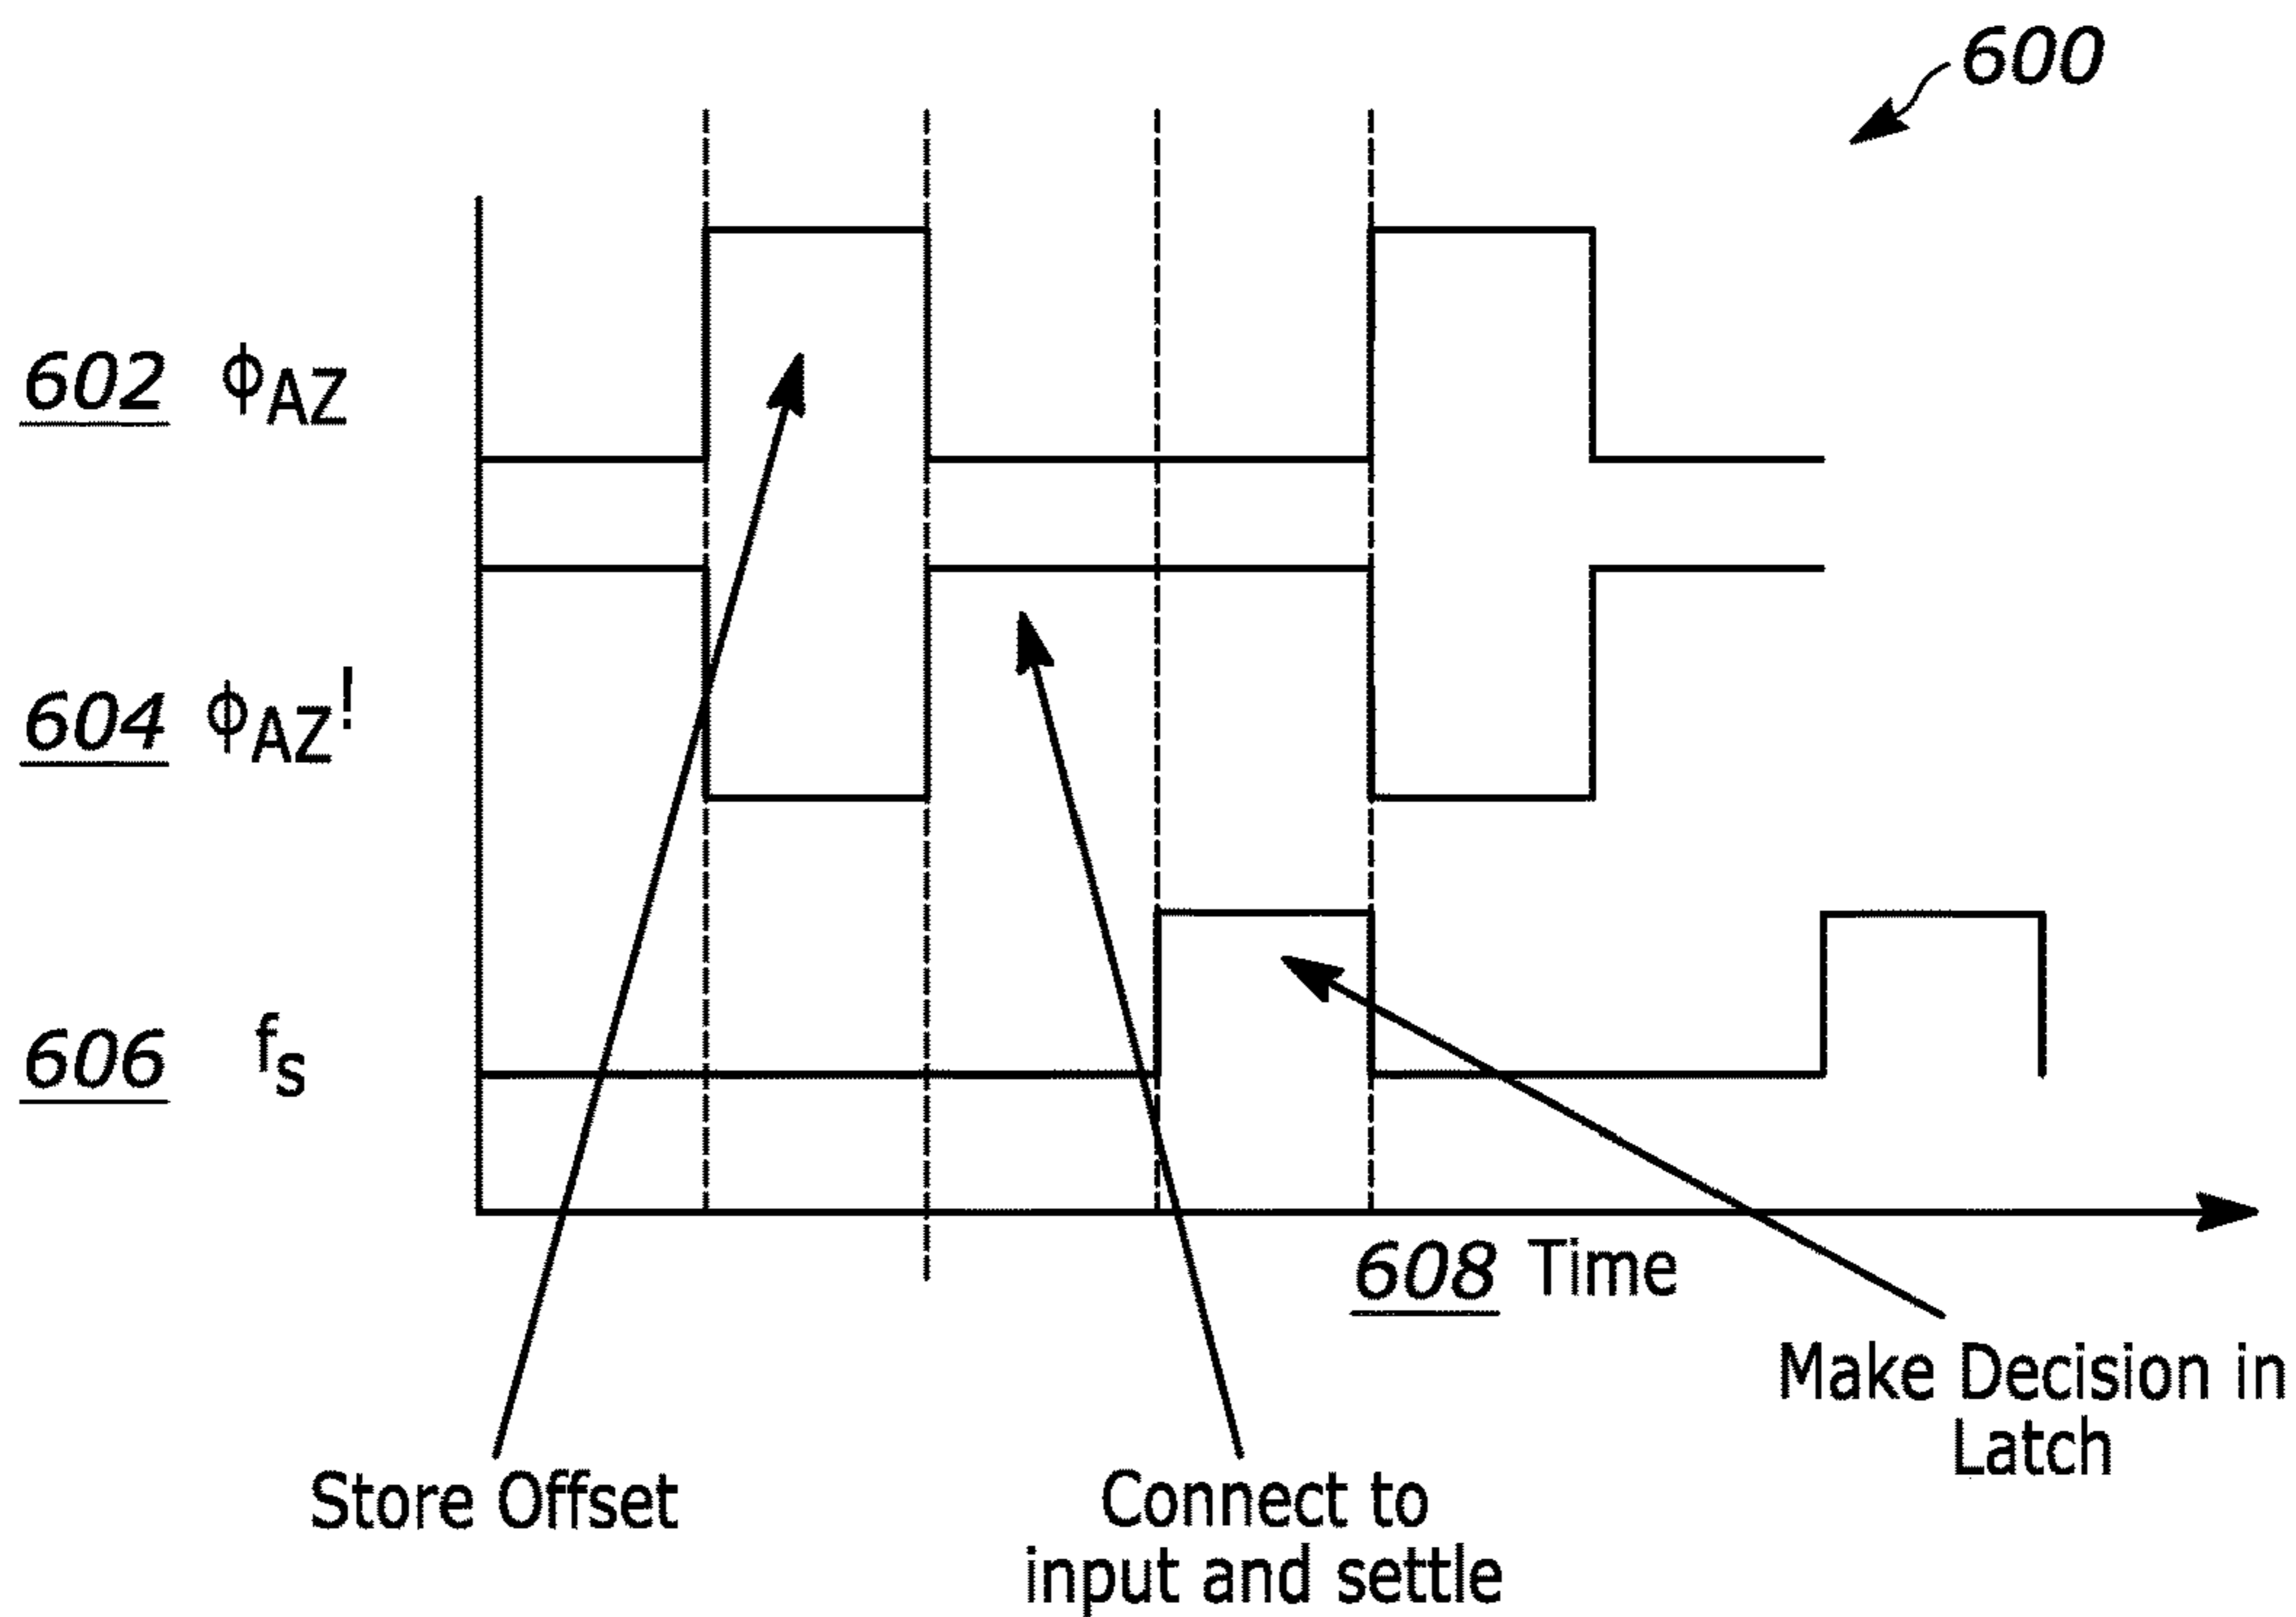 600
602 ϕAZ
604 ϕAZ!
606 fs
608 Time
Make Decision in
Latch
Store Offset
Connect to
input and settle